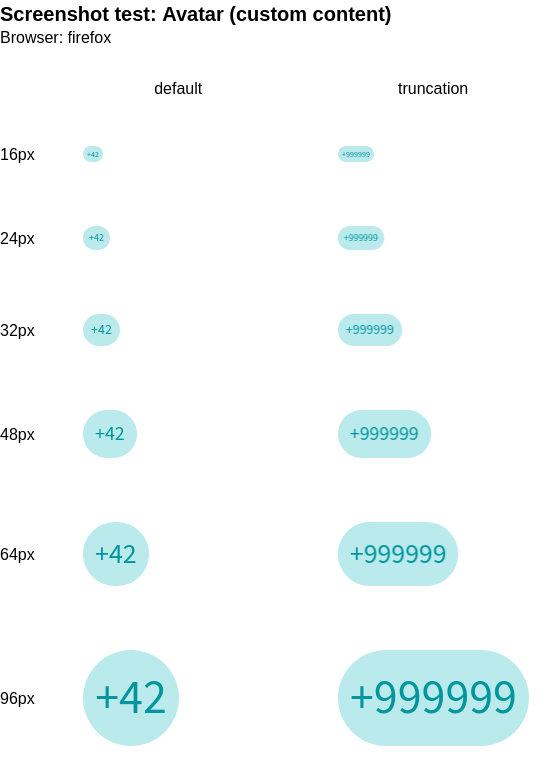 Screenshot test: Avatar (custom content)
Browser: firefox
default truncation
16px +42 +999999
24px +42 +999999
32px +42 +999999
48px +42 +999999
64px +42 +999999
96px +42 +999999